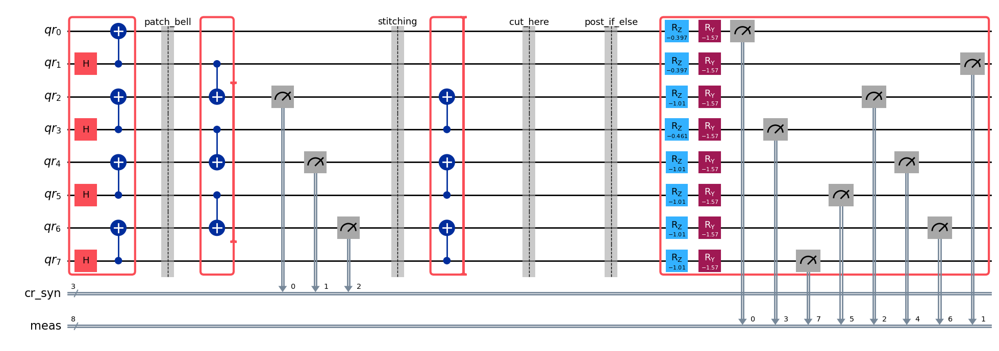 patch_bell stitching cut_here post_if_else
qr0 RZ −0.397 RY −1.57
qr1 H RZ −0.397 RY −1.57
qr2 RZ −1.01 RY −1.57
qr3 H RZ −0.461 RY −1.57
qr4 RZ −1.01 RY −1.57
qr5 H RZ −1.01 RY −1.57
qr6 RZ −1.01 RY −1.57
qr7 H RZ −1.01 RY −1.57
cr_syn 3 0 1 2
meas 8 0 3 7 5 2 4 6 1